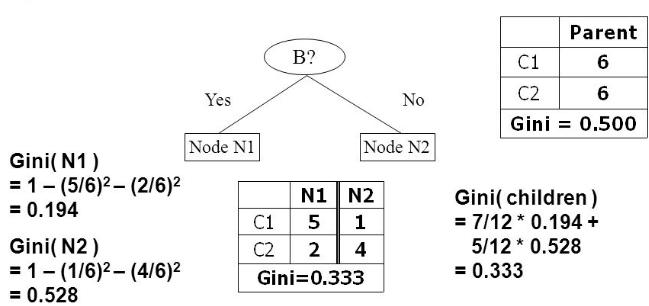 B?
Yes
No
Node N1
Node N2
Parent
C1 6
C2 6
Gini = 0.500
Gini( N1 )
= 1 – (5/6)² – (2/6)²
= 0.194
Gini( N2 )
= 1 – (1/6)² – (4/6)²
= 0.528
N1 N2
C1 5 1
C2 2 4
Gini=0.333
Gini( children )
= 7/12 * 0.194 +
5/12 * 0.528
= 0.333